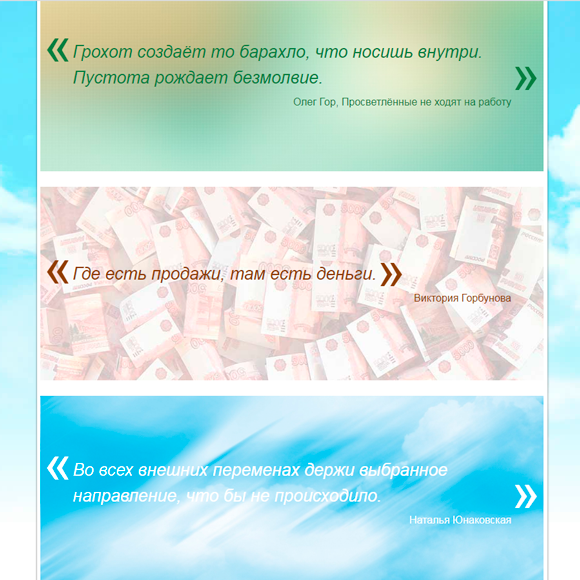 « Грохот создаёт то барахло, что носишь внутри.
Пустота рождает безмолвие. »
Олег Гор, Просветлённые не ходят на работу
« Где есть продажи, там есть деньги. »
Виктория Горбунова
« Во всех внешних переменах держи выбранное
направление, что бы не происходило. »
Наталья Юнаковская